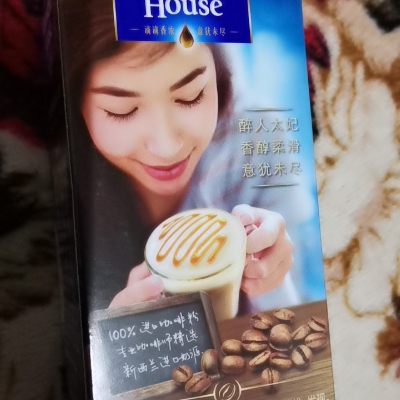 House
滴滴香浓 意犹未尽
醉人太妃
香醇柔滑
意犹未尽
100%进口咖啡粉
专业咖啡师精选
新西兰进口奶源